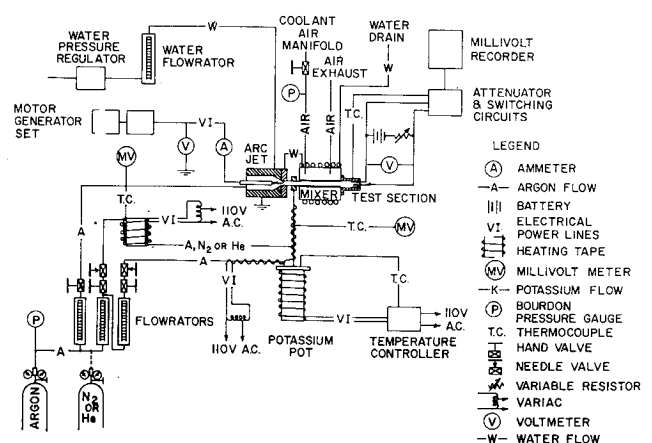 WATER
PRESSURE
REGULATOR
W
WATER
FLOWRATOR
COOLANT
AIR
MANIFOLD
AIR
EXHAUST
WATER
DRAIN
W
MILLIVOLT
RECORDER
P
AIR
AIR
T.C.
ATTENUATOR
& SWITCHING
CIRCUITS
MOTOR
GENERATOR
SET
VI
V
A
ARC
JET
W
V
MIXER
TEST SECTION
MV
T.C.
VI
110V
A.C.
A
A, N2 OR He
A
T.C.
MV
VI
T.C.
FLOWRATORS
110V A.C.
POTASSIUM
POT
VI
TEMPERATURE
CONTROLLER
110V
A.C.
P
A
ARGON
N2
OR
He
LEGEND
A AMMETER
A ARGON FLOW
BATTERY
VI ELECTRICAL
POWER LINES
HEATING TAPE
MV MILLIVOLT METER
K POTASSIUM FLOW
P BOURDON
PRESSURE GAUGE
T.C. THERMOCOUPLE
HAND VALVE
NEEDLE VALVE
VARIABLE RESISTOR
VARIAC
V VOLTMETER
W WATER FLOW